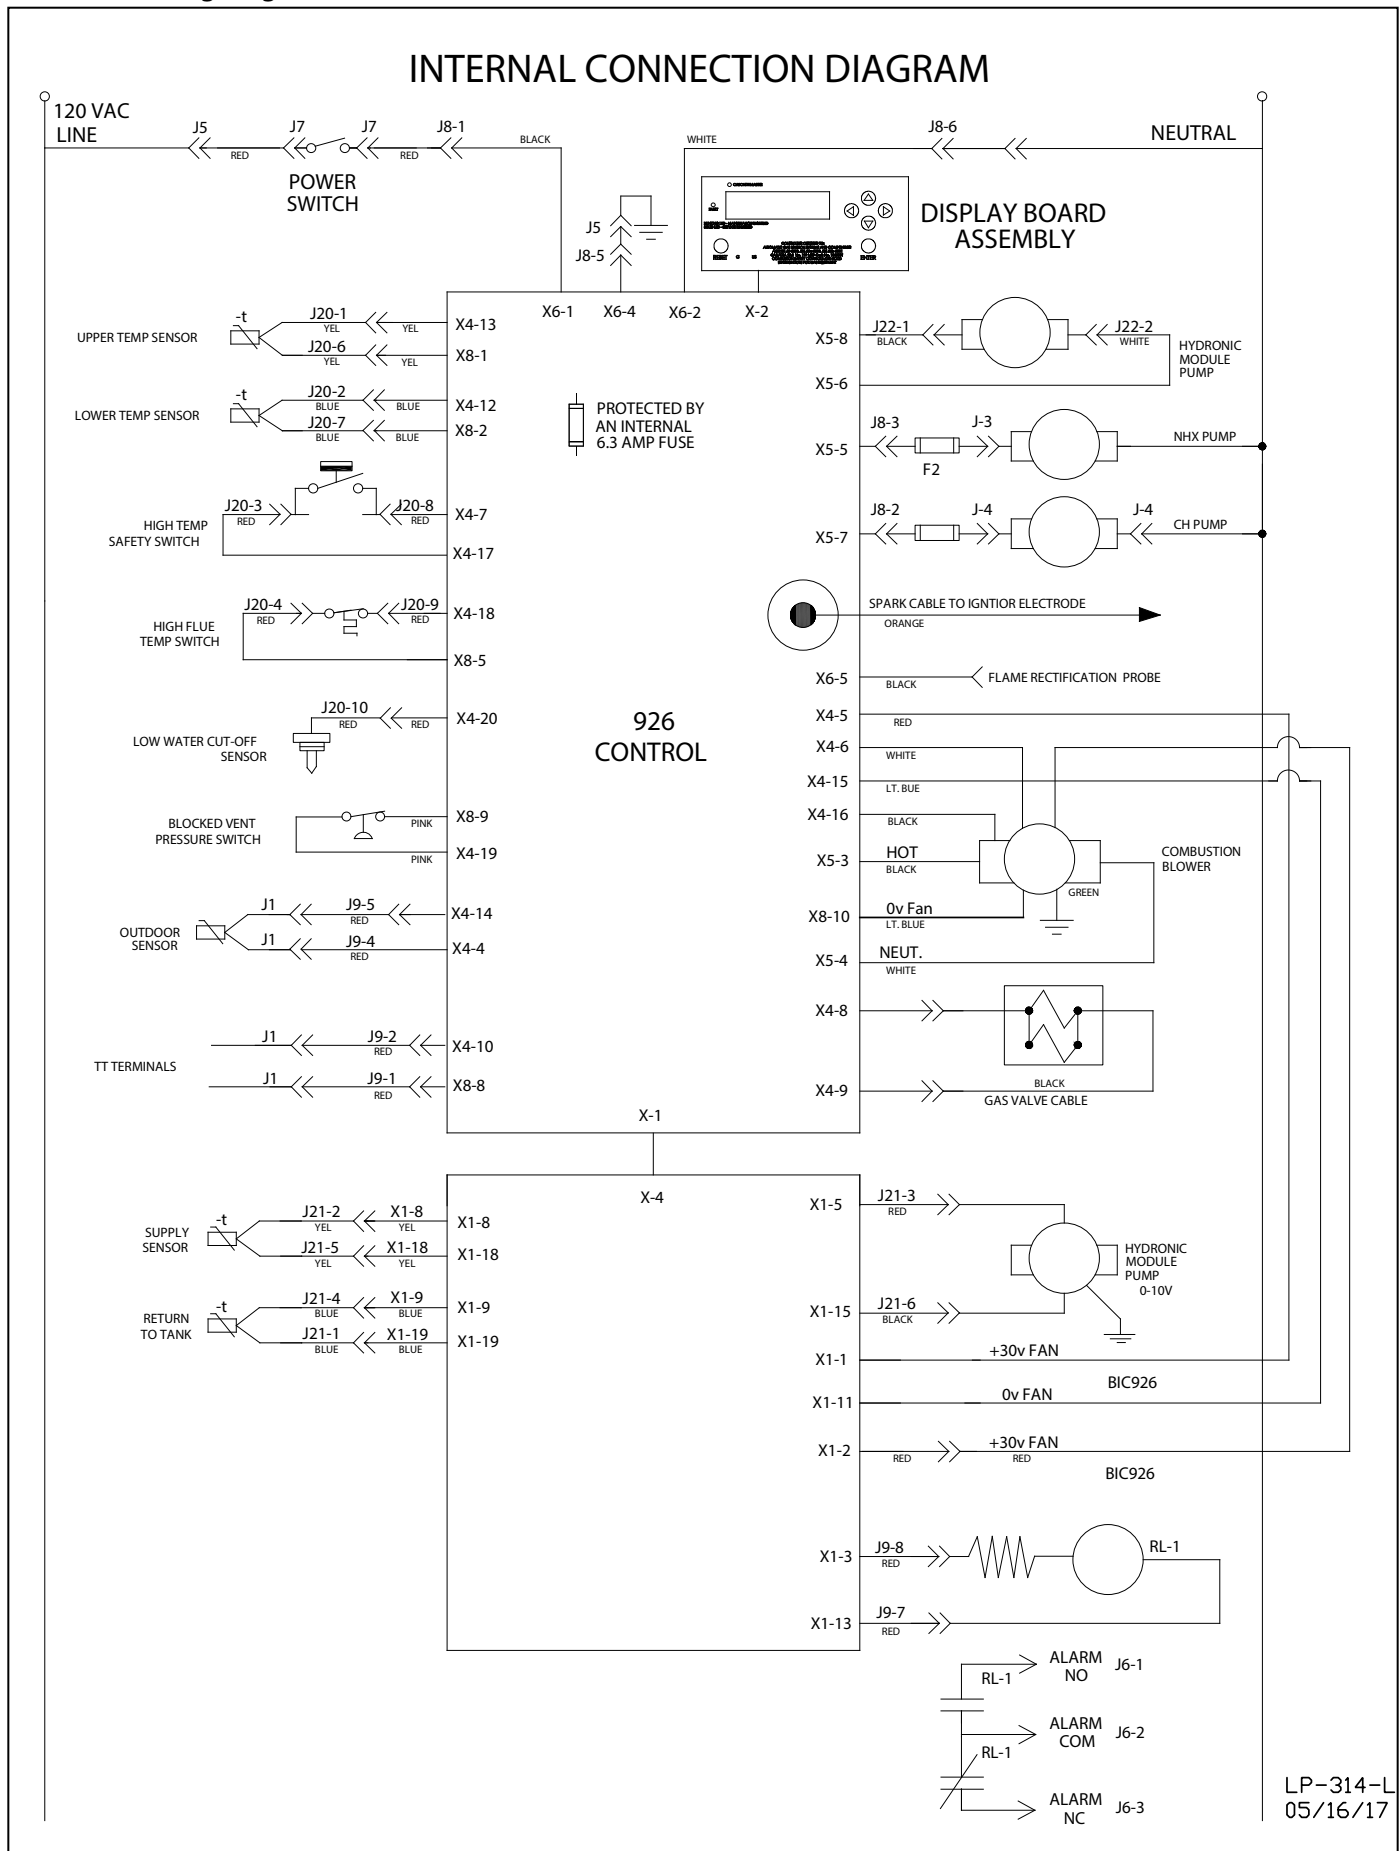 INTERNAL CONNECTION DIAGRAM
120 VAC
LINE
J5
RED
J7
J7
RED
J8-1
BLACK
WHITE
J8-6
NEUTRAL
POWER
SWITCH
J5
J8-5
DISPLAY BOARD
ASSEMBLY
RESET
ENTER
X6-1
X6-4
X6-2
X-2
UPPER TEMP SENSOR
-t
J20-1
YEL
YEL
X4-13
J20-6
YEL
YEL
X8-1
LOWER TEMP SENSOR
-t
J20-2
BLUE
BLUE
X4-12
J20-7
BLUE
BLUE
X8-2
PROTECTED BY
AN INTERNAL
6.3 AMP FUSE
X5-8
J22-1
BLACK
J22-2
WHITE
HYDRONIC
MODULE
PUMP
X5-6
X5-5
J8-3
F2
J-3
NHX PUMP
X5-7
J8-2
J-4
J-4
CH PUMP
HIGH TEMP
SAFETY SWITCH
J20-3
RED
J20-8
RED
X4-7
X4-17
HIGH FLUE
TEMP SWITCH
J20-4
RED
J20-9
RED
X4-18
X8-5
SPARK CABLE TO IGNTIOR ELECTRODE
ORANGE
X6-5
BLACK
FLAME RECTIFICATION PROBE
LOW WATER CUT-OFF
SENSOR
J20-10
RED
RED
X4-20
926
CONTROL
X4-5
RED
X4-6
WHITE
X4-15
LT. BUE
X4-16
BLACK
X5-3
HOT
BLACK
COMBUSTION
BLOWER
GREEN
X8-10
0v Fan
LT. BLUE
X5-4
NEUT.
WHITE
BLOCKED VENT
PRESSURE SWITCH
PINK
X8-9
PINK
X4-19
OUTDOOR
SENSOR
J1
J9-5
RED
X4-14
J1
J9-4
RED
X4-4
X4-8
X4-9
BLACK
GAS VALVE CABLE
TT TERMINALS
J1
J9-2
RED
X4-10
J1
J9-1
RED
X8-8
X-1
X-4
SUPPLY
SENSOR
-t
J21-2
YEL
X1-8
YEL
X1-8
J21-5
YEL
X1-18
YEL
X1-18
RETURN
TO TANK
-t
J21-4
BLUE
X1-9
BLUE
X1-9
J21-1
BLUE
X1-19
BLUE
X1-19
X1-5
J21-3
RED
HYDRONIC
MODULE
PUMP
0-10V
X1-15
J21-6
BLACK
X1-1
+30v FAN
BIC926
X1-11
0v FAN
X1-2
RED
+30v FAN
RED
BIC926
X1-3
J9-8
RED
RL-1
X1-13
J9-7
RED
RL-1
ALARM
NO
J6-1
ALARM
COM
J6-2
RL-1
ALARM
NC
J6-3
LP-314-L
05/16/17